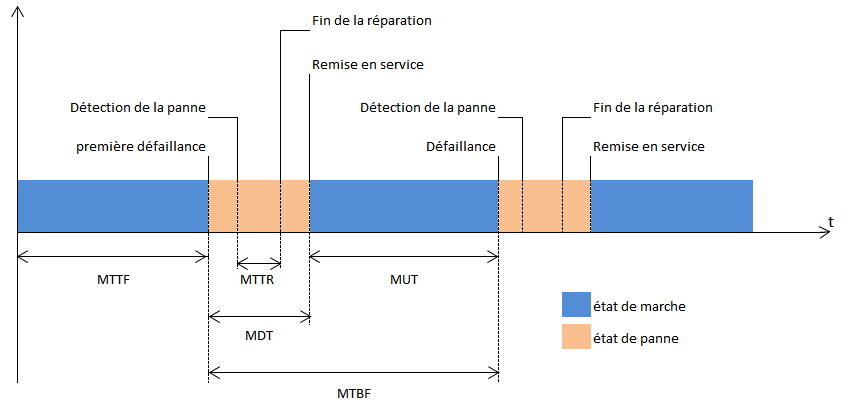 Fin de la réparation
Remise en service
Détection de la panne
Détection de la panne
Fin de la réparation
première défaillance
Défaillance
Remise en service
t
MTTF
MTTR
MUT
MDT
MTBF
état de marche
état de panne